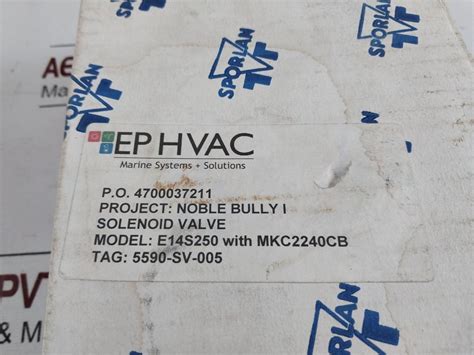 SPORLAN
SPORLAN
SPORLAN
EP HVAC
Marine Systems + Solutions
P.O. 4700037211
PROJECT: NOBLE BULLY I
SOLENOID VALVE
MODEL: E14S250 with MKC2240CB
TAG: 5590-SV-005